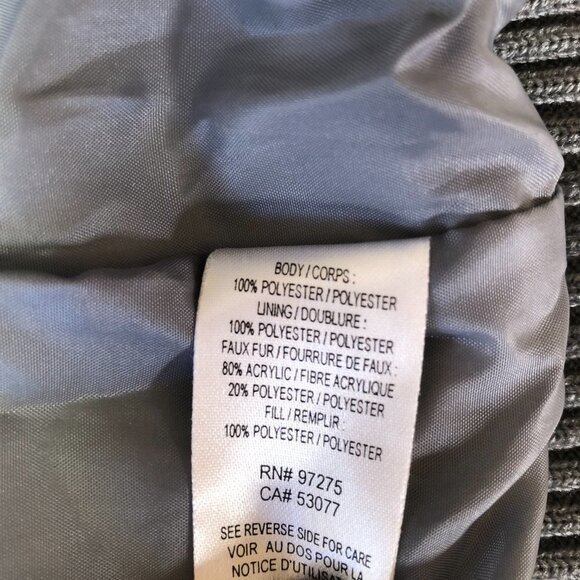 BODY / CORPS :
100% POLYESTER / POLYESTER
LINING / DOUBLURE :
100% POLYESTER / POLYESTER
FAUX FUR / FOURRURE DE FAUX :
80% ACRYLIC / FIBRE ACRYLIQUE
20% POLYESTER / POLYESTER
FILL / REMPLIR :
100% POLYESTER / POLYESTER
RN# 97275
CA# 53077
SEE REVERSE SIDE FOR CARE
VOIR AU DOS POUR LA
NOTICE D'UTILISAT